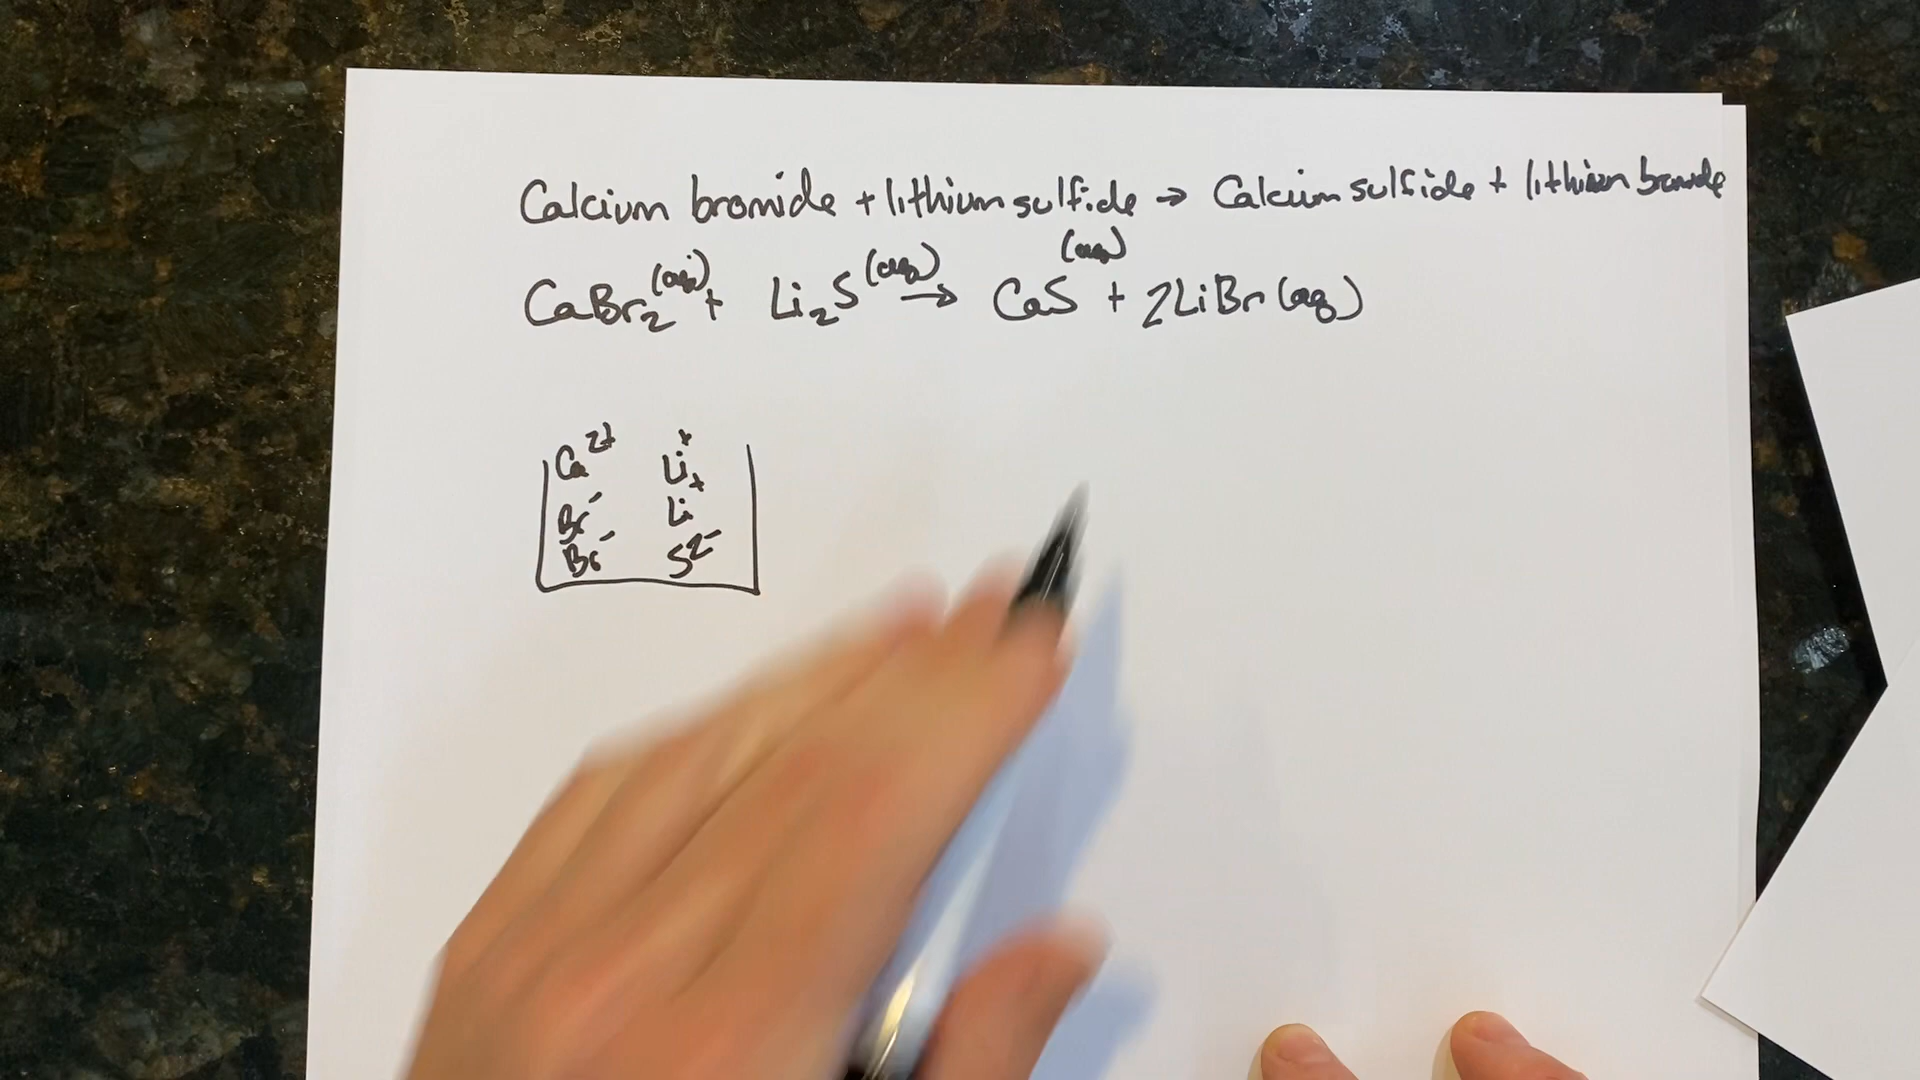 Calcium bromide + lithium sulfide → Calcium sulfide + lithium bromide
CaBr₂ (aq) + Li₂S (aq) → CaS (aq) + 2LiBr (aq)
Ca²⁺ Li⁺
Br⁻ Li⁺
Br⁻ S²⁻